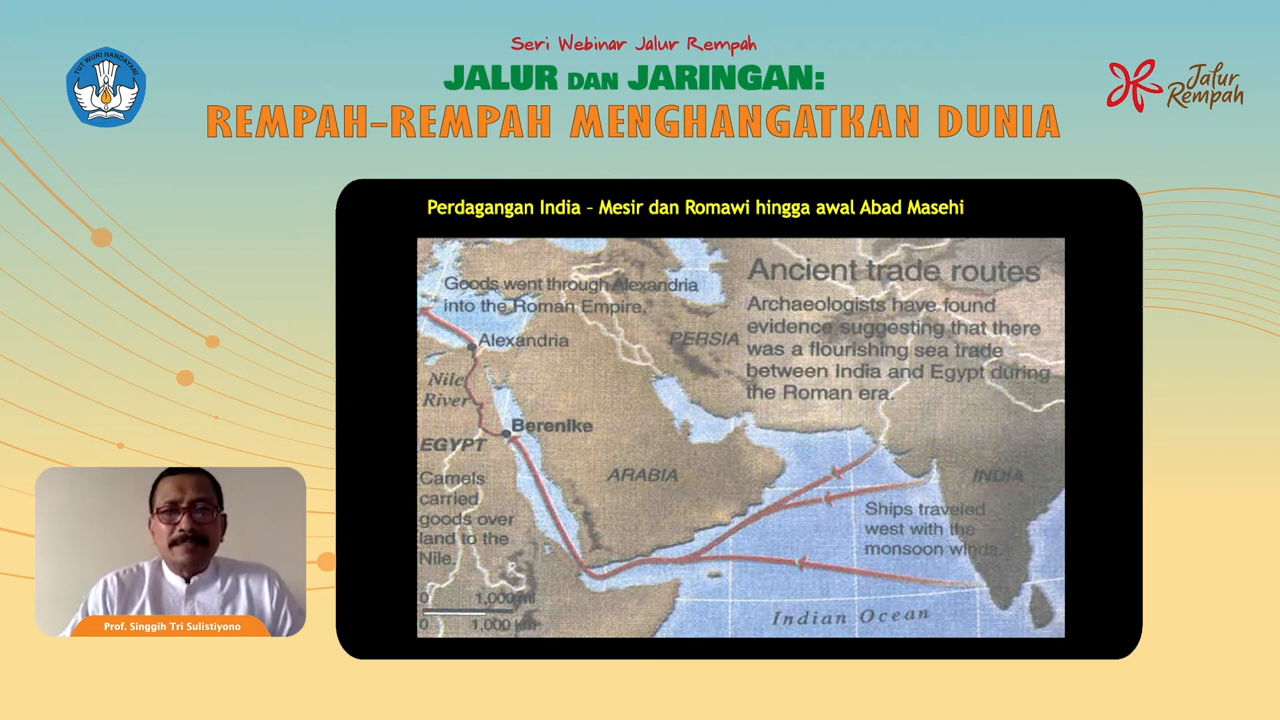 Seri Webinar Jalur Rempah
JALUR DAN JARINGAN:
REMPAH-REMPAH MENGHANGATKAN DUNIA
TUT WURI HANDAYANI
Jalur
Rempah
Perdagangan India - Mesir dan Romawi hingga awal Abad Masehi
Goods went through Alexandria
into the Roman Empire.
Ancient trade routes
Archaeologists have found
evidence suggesting that there
was a flourishing sea trade
between India and Egypt during
the Roman era.
PERSIA
Alexandria
Nile
River
Berenike
EGYPT
ARABIA
INDIA
Camels
carried
goods over
land to the
Nile.
Ships traveled
west with the
monsoon winds.
0 1,000 mi
0 1,000 km
Indian Ocean
Prof. Singgih Tri Sulistiyono